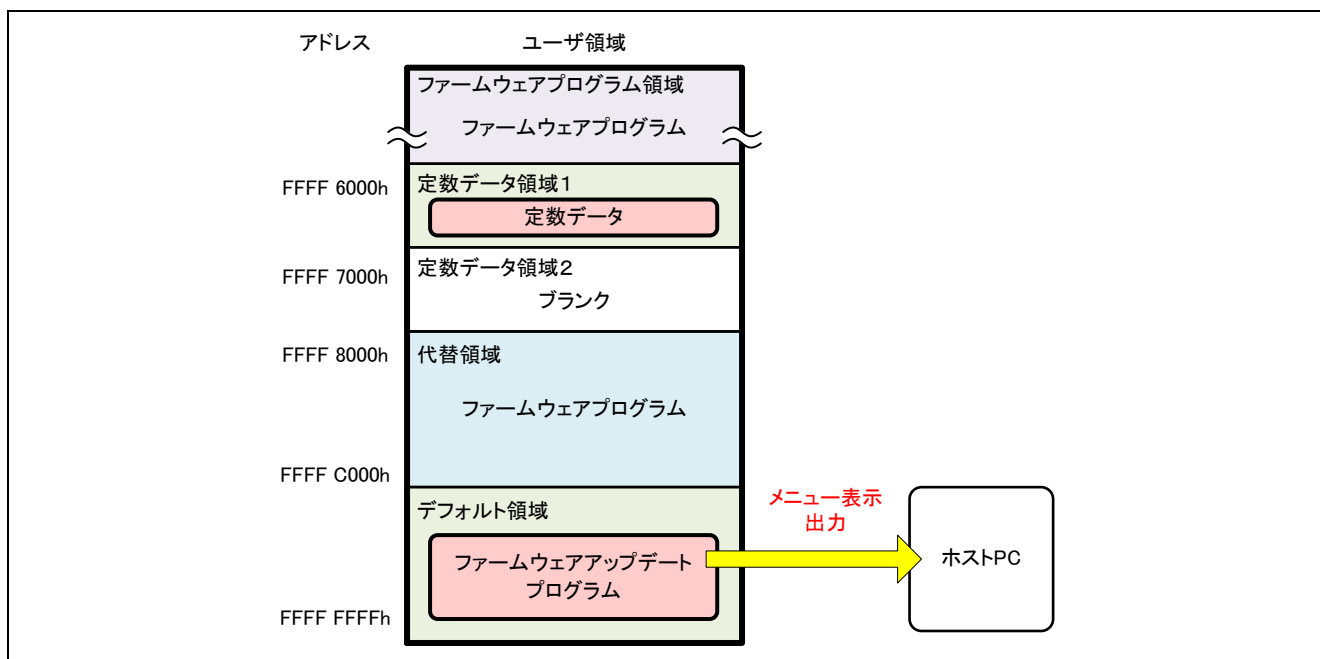 アドレス
ユーザ領域
ファームウェアプログラム領域
ファームウェアプログラム
FFFF 6000h
定数データ領域1
定数データ
FFFF 7000h
定数データ領域2
ブランク
FFFF 8000h
代替領域
ファームウェアプログラム
FFFF C000h
デフォルト領域
ファームウェアアップデート
プログラム
FFFF FFFFh
メニュー表示
出力
ホストPC